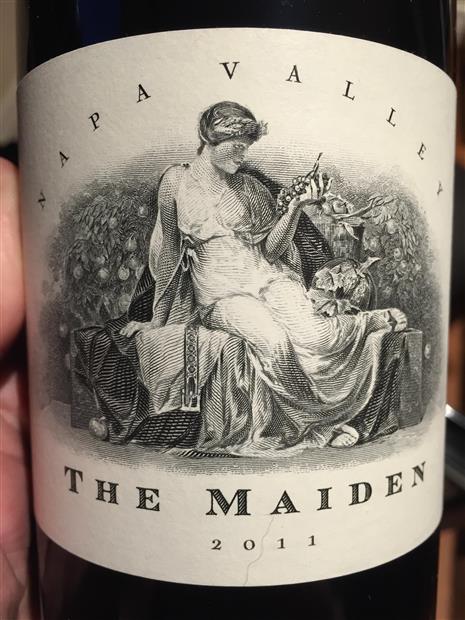 NAPA VALLEY
THE MAIDEN
2011